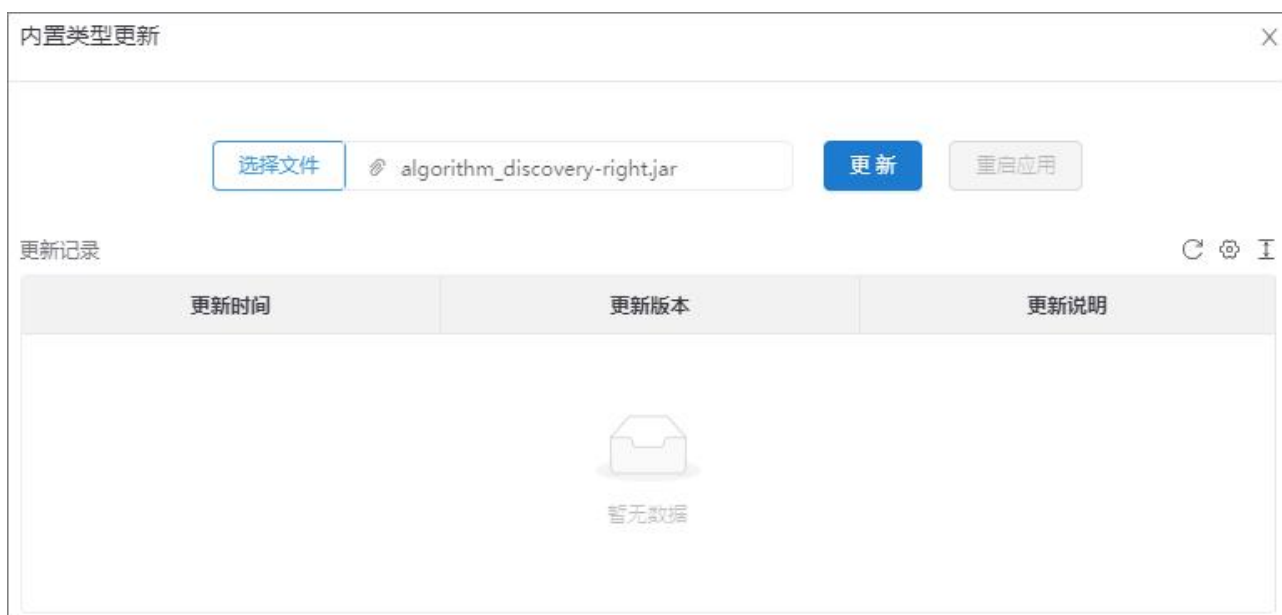 内置类型更新
选择文件 algorithm_discovery-right.jar 更新 重启应用
更新记录
更新时间 更新版本 更新说明
暂无数据